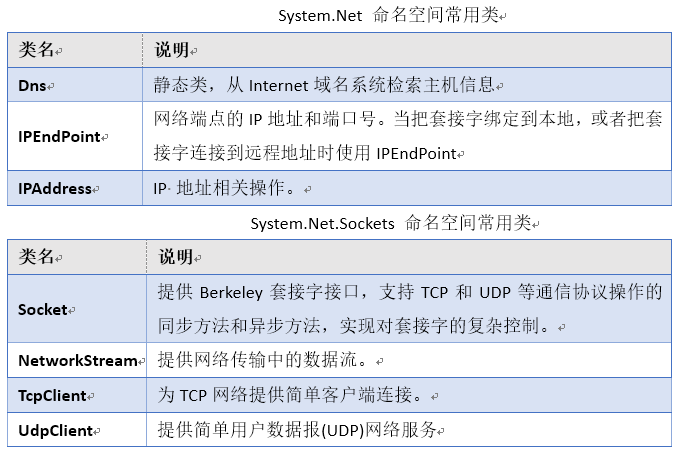 System.Net 命名空间常用类
类名 说明
Dns 静态类，从 Internet 域名系统检索主机信息
IPEndPoint 网络端点的 IP 地址和端口号。当把套接字绑定到本地，或者把套
接字连接到远程地址时使用 IPEndPoint
IPAddress IP 地址相关操作。
System.Net.Sockets 命名空间常用类
类名 说明
Socket 提供 Berkeley 套接字接口，支持 TCP 和 UDP 等通信协议操作的
同步方法和异步方法，实现对套接字的复杂控制。
NetworkStream 提供网络传输中的数据流。
TcpClient 为 TCP 网络提供简单客户端连接。
UdpClient 提供简单用户数据报(UDP)网络服务